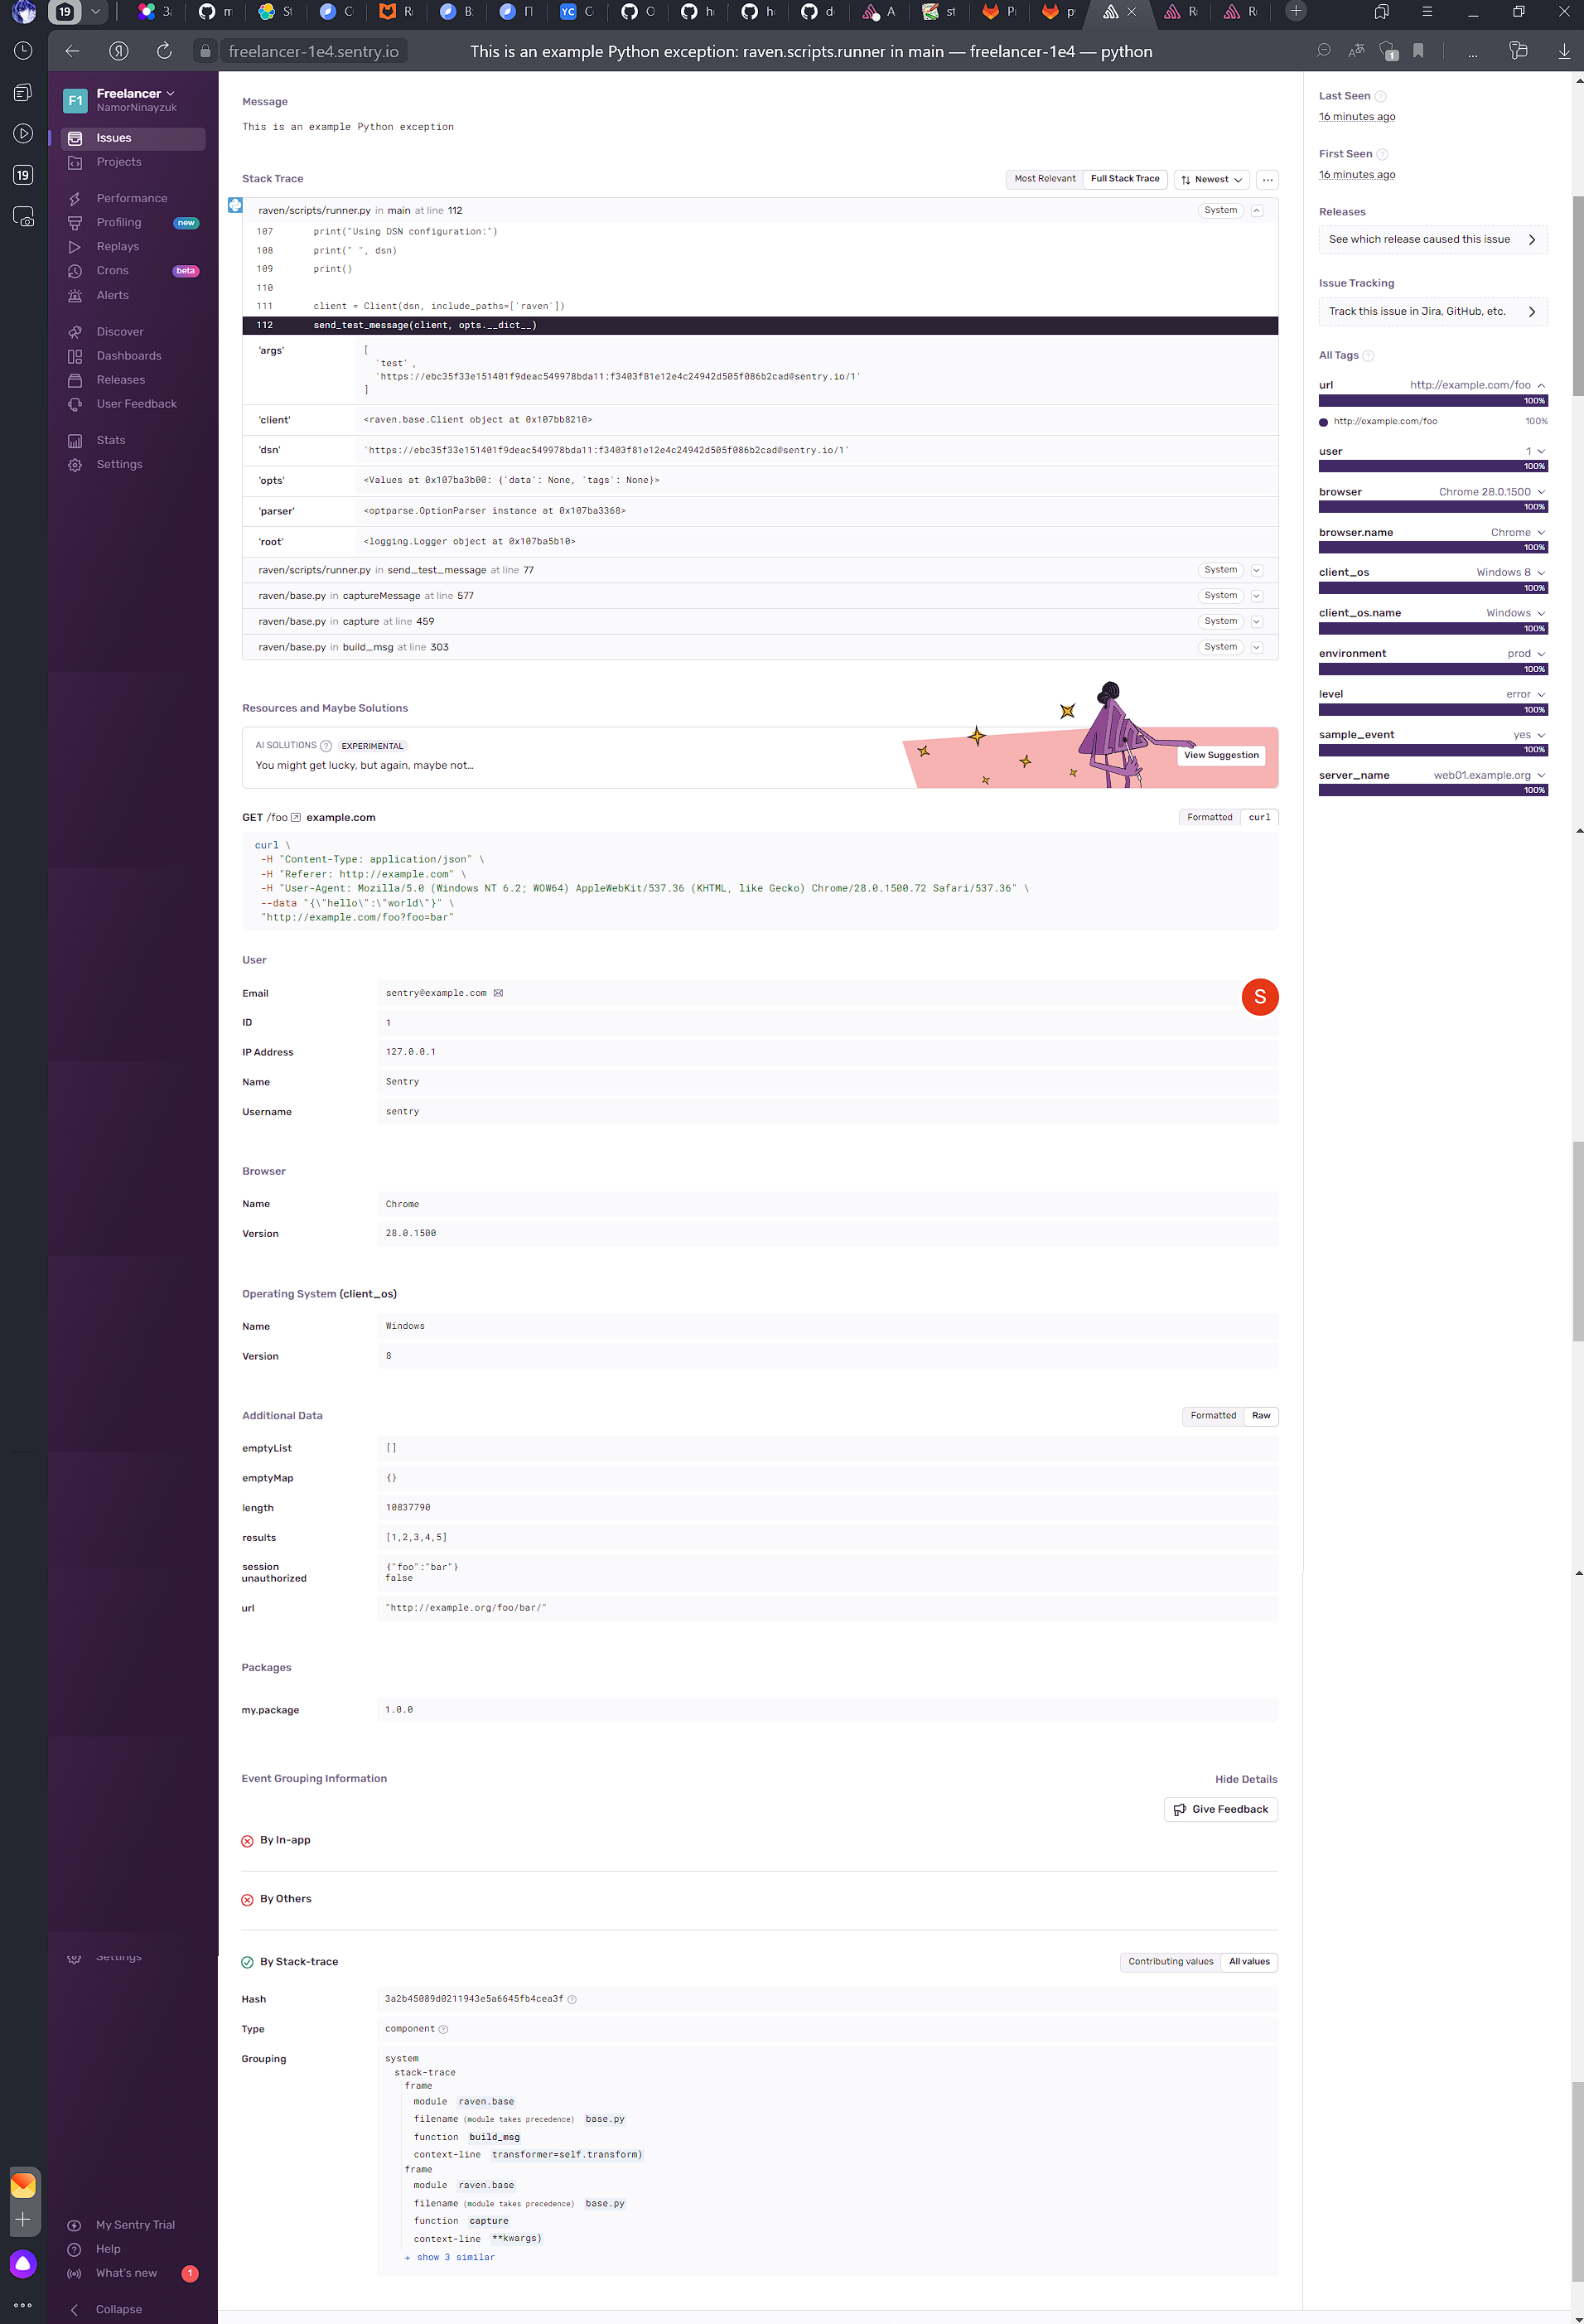 19
freelancer-1e4.sentry.io
This is an example Python exception: raven.scripts.runner in main — freelancer-1e4 — python
19
F1
Freelancer
NamorNinayzuk
Issues
Projects
Performance
Profiling new
Replays
Crons beta
Alerts
Discover
Dashboards
Releases
User Feedback
Stats
Settings
Message
This is an example Python exception
Stack Trace
Most Relevant
Full Stack Trace
Newest
raven/scripts/runner.py in main at line 112
System
107 print("Using DSN configuration:")
108 print(" ", dsn)
109 print()
110
111 client = Client(dsn, include_paths=['raven'])
112 send_test_message(client, opts.__dict__)
'args' [
'test',
'https://ebc35f33e151401f9deac549978bda11:f3403f81e12e4c24942d505f086b2cad@sentry.io/1'
]
'client' <raven.base.Client object at 0x107bb8210>
'dsn' 'https://ebc35f33e151401f9deac549978bda11:f3403f81e12e4c24942d505f086b2cad@sentry.io/1'
'opts' <Values at 0x107ba3b00: {'data': None, 'tags': None}>
'parser' <optparse.OptionParser instance at 0x107ba3368>
'root' <logging.Logger object at 0x107ba5b10>
raven/scripts/runner.py in send_test_message at line 77 System
raven/base.py in captureMessage at line 577 System
raven/base.py in capture at line 459 System
raven/base.py in build_msg at line 303 System
Resources and Maybe Solutions
AI SOLUTIONS EXPERIMENTAL
You might get lucky, but again, maybe not…
View Suggestion
GET /foo example.com
Formatted curl
curl \
-H "Content-Type: application/json" \
-H "Referer: http://example.com" \
-H "User-Agent: Mozilla/5.0 (Windows NT 6.2; WOW64) AppleWebKit/537.36 (KHTML, like Gecko) Chrome/28.0.1500.72 Safari/537.36" \
--data "{\"hello\":\"world\"}" \
"http://example.com/foo?foo=bar"
User
Email sentry@example.com
S
ID 1
IP Address 127.0.0.1
Name Sentry
Username sentry
Browser
Name Chrome
Version 28.0.1500
Operating System (client_os)
Name Windows
Version 8
Additional Data
Formatted Raw
emptyList []
emptyMap {}
length 10837790
results [1,2,3,4,5]
session {"foo":"bar"}
unauthorized false
url "http://example.org/foo/bar/"
Packages
my.package 1.0.0
Event Grouping Information
Hide Details
Give Feedback
By In-app
By Others
By Stack-trace
Contributing values All values
Hash 3a2b45089d0211943e5a6645fb4cea3f
Type component
Grouping system
stack-trace
frame
module raven.base
filename (module takes precedence) base.py
function build_msg
context-line transformer=self.transform)
frame
module raven.base
filename (module takes precedence) base.py
function capture
context-line **kwargs)
+ show 3 similar
Last Seen
16 minutes ago
First Seen
16 minutes ago
Releases
See which release caused this issue
Issue Tracking
Track this issue in Jira, GitHub, etc.
All Tags
url http://example.com/foo
100%
http://example.com/foo 100%
user 1
100%
browser Chrome 28.0.1500
100%
browser.name Chrome
100%
client_os Windows 8
100%
client_os.name Windows
100%
environment prod
100%
level error
100%
sample_event yes
100%
server_name web01.example.org
100%
Settings
My Sentry Trial
Help
What's new 1
Collapse